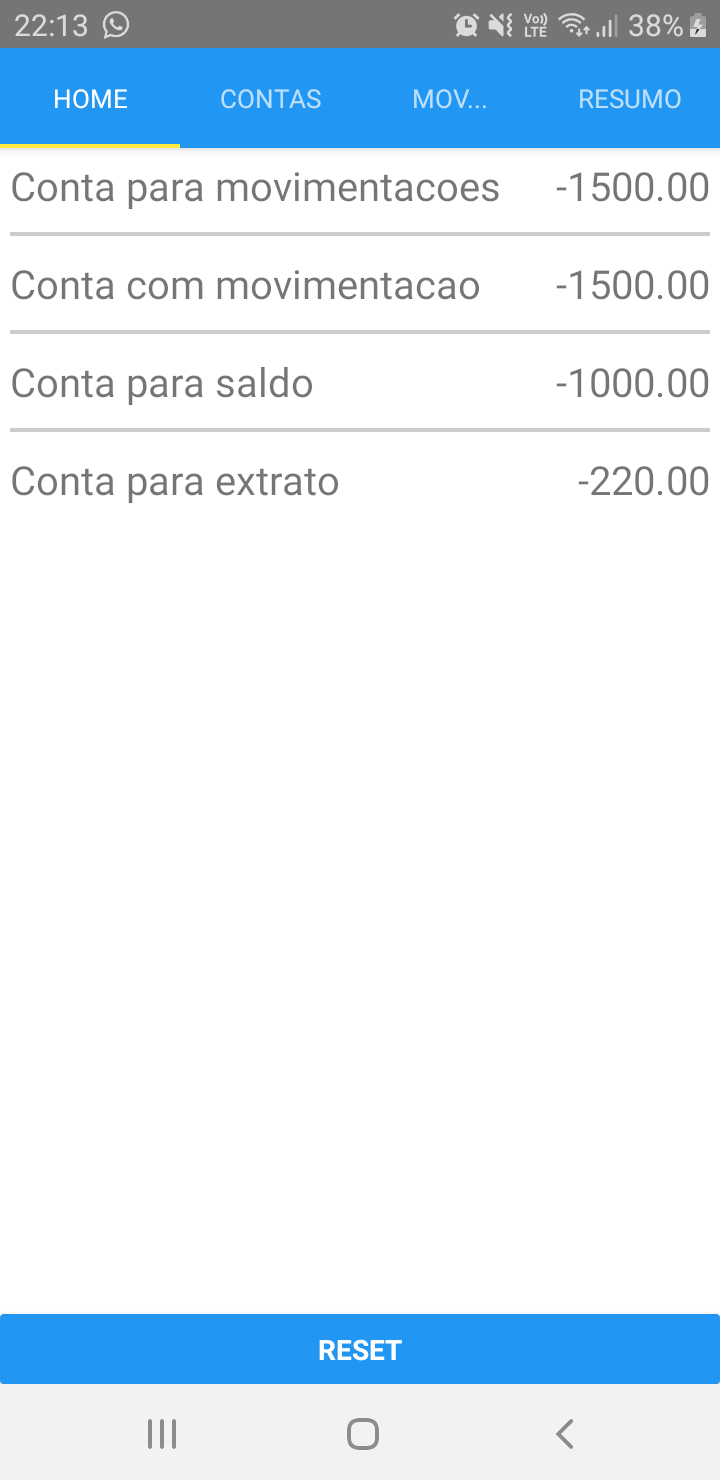 22:13 Vo)) LTE 38%
HOME CONTAS MOV... RESUMO
Conta para movimentacoes -1500.00
Conta com movimentacao -1500.00
Conta para saldo -1000.00
Conta para extrato -220.00
RESET